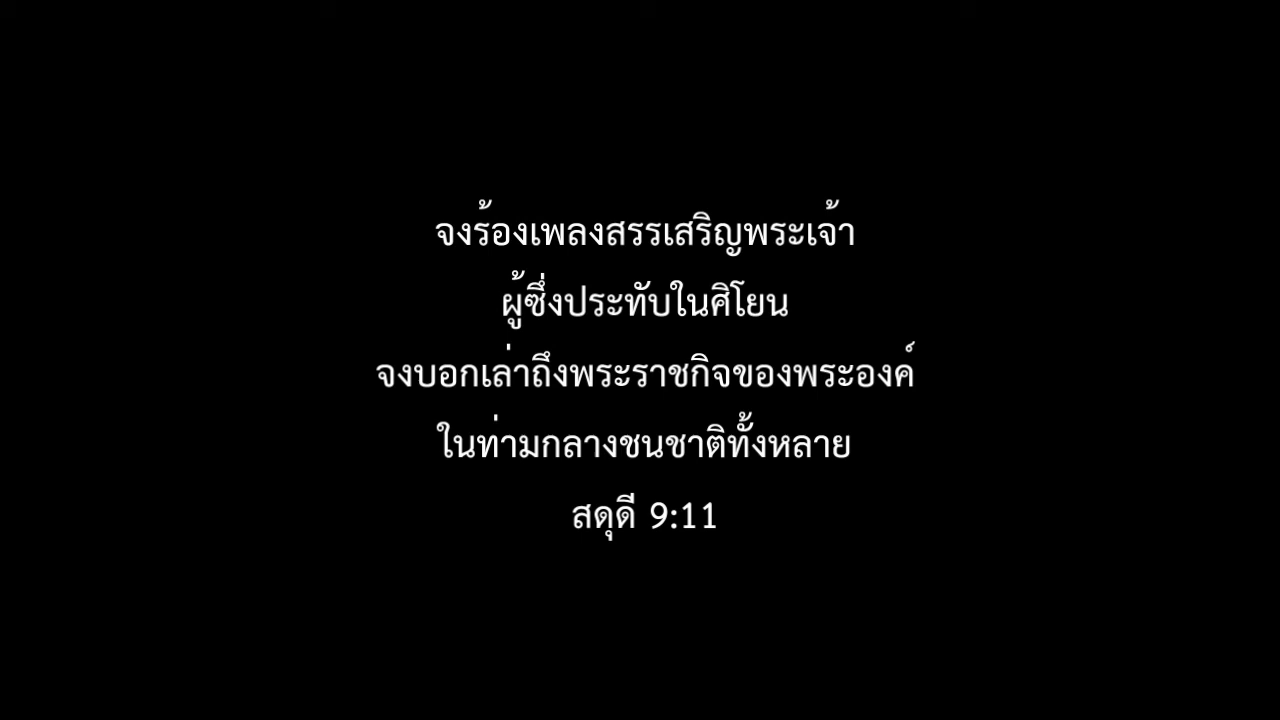 จงร้องเพลงสรรเสริญพระเจ้า
ผู้ซึ่งประทับในศิโยน
จงบอกเล่าถึงพระราชกิจของพระองค์
ในท่ามกลางชนชาติทั้งหลาย
สดุดี 9:11